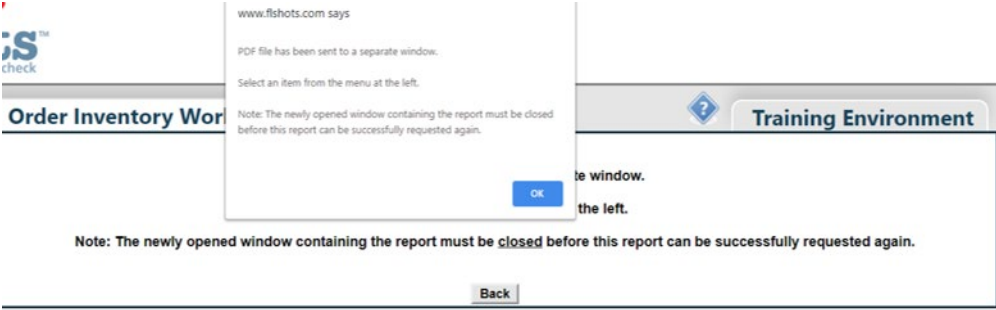 www.flshots.com says
TS™
check
PDF file has been sent to a separate window.
Select an item from the menu at the left.
Note: The newly opened window containing the report must be closed
before this report can be successfully requested again.
OK
Order Inventory Wor
?
Training Environment
te window.
the left.
Note: The newly opened window containing the report must be closed before this report can be successfully requested again.
Back